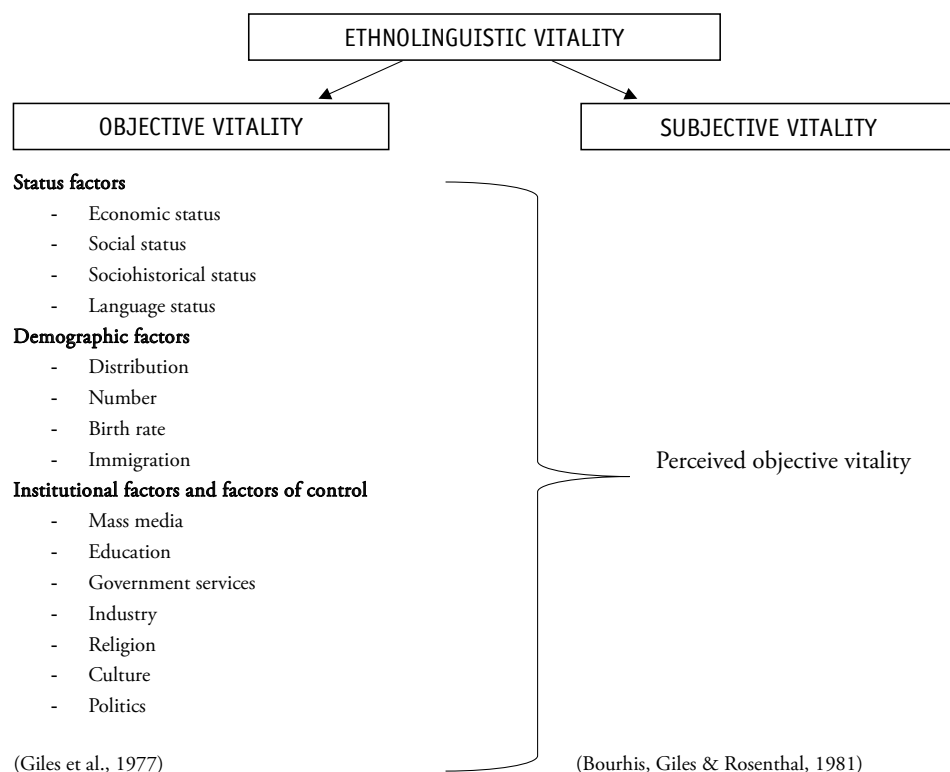 ETHNOLINGUISTIC VITALITY
OBJECTIVE VITALITY
SUBJECTIVE VITALITY
Status factors
- Economic status
- Social status
- Sociohistorical status
- Language status
Demographic factors
- Distribution
- Number
- Birth rate
- Immigration
Institutional factors and factors of control
- Mass media
- Education
- Government services
- Industry
- Religion
- Culture
- Politics
Perceived objective vitality
(Giles et al., 1977)
(Bourhis, Giles & Rosenthal, 1981)